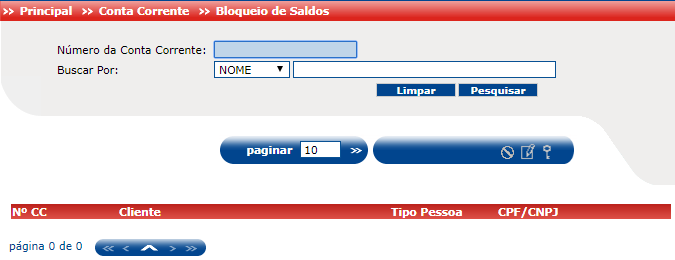 >> Principal >> Conta Corrente >> Bloqueio de Saldos
Número da Conta Corrente:
Buscar Por: NOME
Limpar Pesquisar
paginar 10 >>
Nº CC Cliente Tipo Pessoa CPF/CNPJ
página 0 de 0 << < > >>